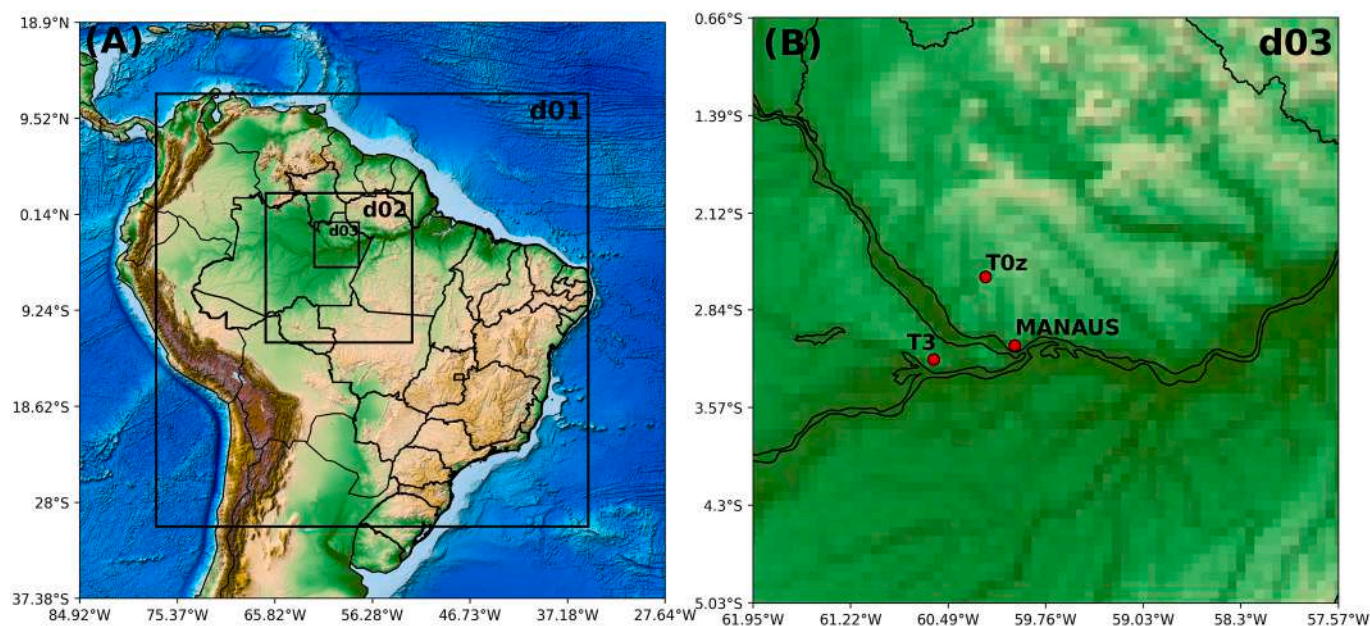 (A)
18.9°N
9.52°N
0.14°N
9.24°S
18.62°S
28°S
37.38°S
84.92°W 75.37°W 65.82°W 56.28°W 46.73°W 37.18°W 27.64°W
d01
d02
d03
(B)
d03
0.66°S
1.39°S
2.12°S
2.84°S
3.57°S
4.3°S
5.03°S
T0z
MANAUS
T3
61.95°W 61.22°W 60.49°W 59.76°W 59.03°W 58.3°W 57.57°W